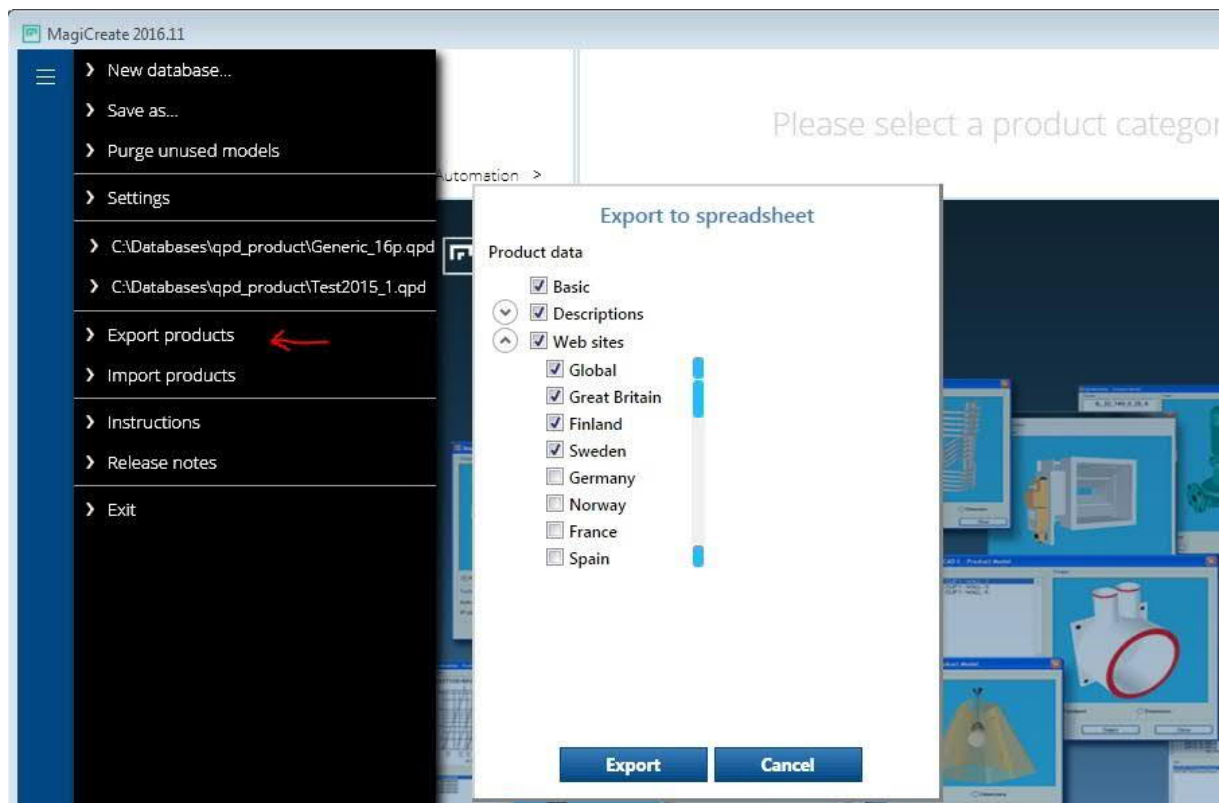 MagiCreate 2016.11
New database...
Save as...
Purge unused models
Settings
C:\Databases\qpd_product\Generic_16p.qpd
C:\Databases\qpd_product\Test2015_1.qpd
Export products
Import products
Instructions
Release notes
Exit
Automation >
Please select a product categor
Export to spreadsheet
Product data
Basic
Descriptions
Web sites
Global
Great Britain
Finland
Sweden
Germany
Norway
France
Spain
Export
Cancel